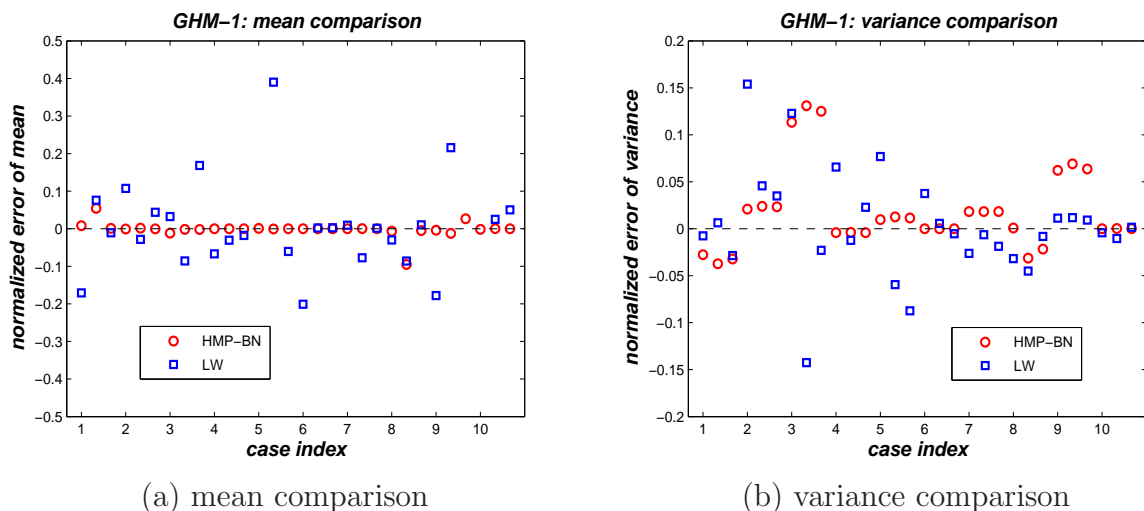 GHM−1: mean comparison
0.5
0.4
0.3
0.2
0.1
0
−0.1
−0.2
−0.3
−0.4
−0.5
normalized error of mean
HMP−BN
LW
1 2 3 4 5 6 7 8 9 10
case index
(a) mean comparison
GHM−1: variance comparison
0.2
0.15
0.1
0.05
0
−0.05
−0.1
−0.15
−0.2
normalized error of variance
HMP−BN
LW
1 2 3 4 5 6 7 8 9 10
case index
(b) variance comparison